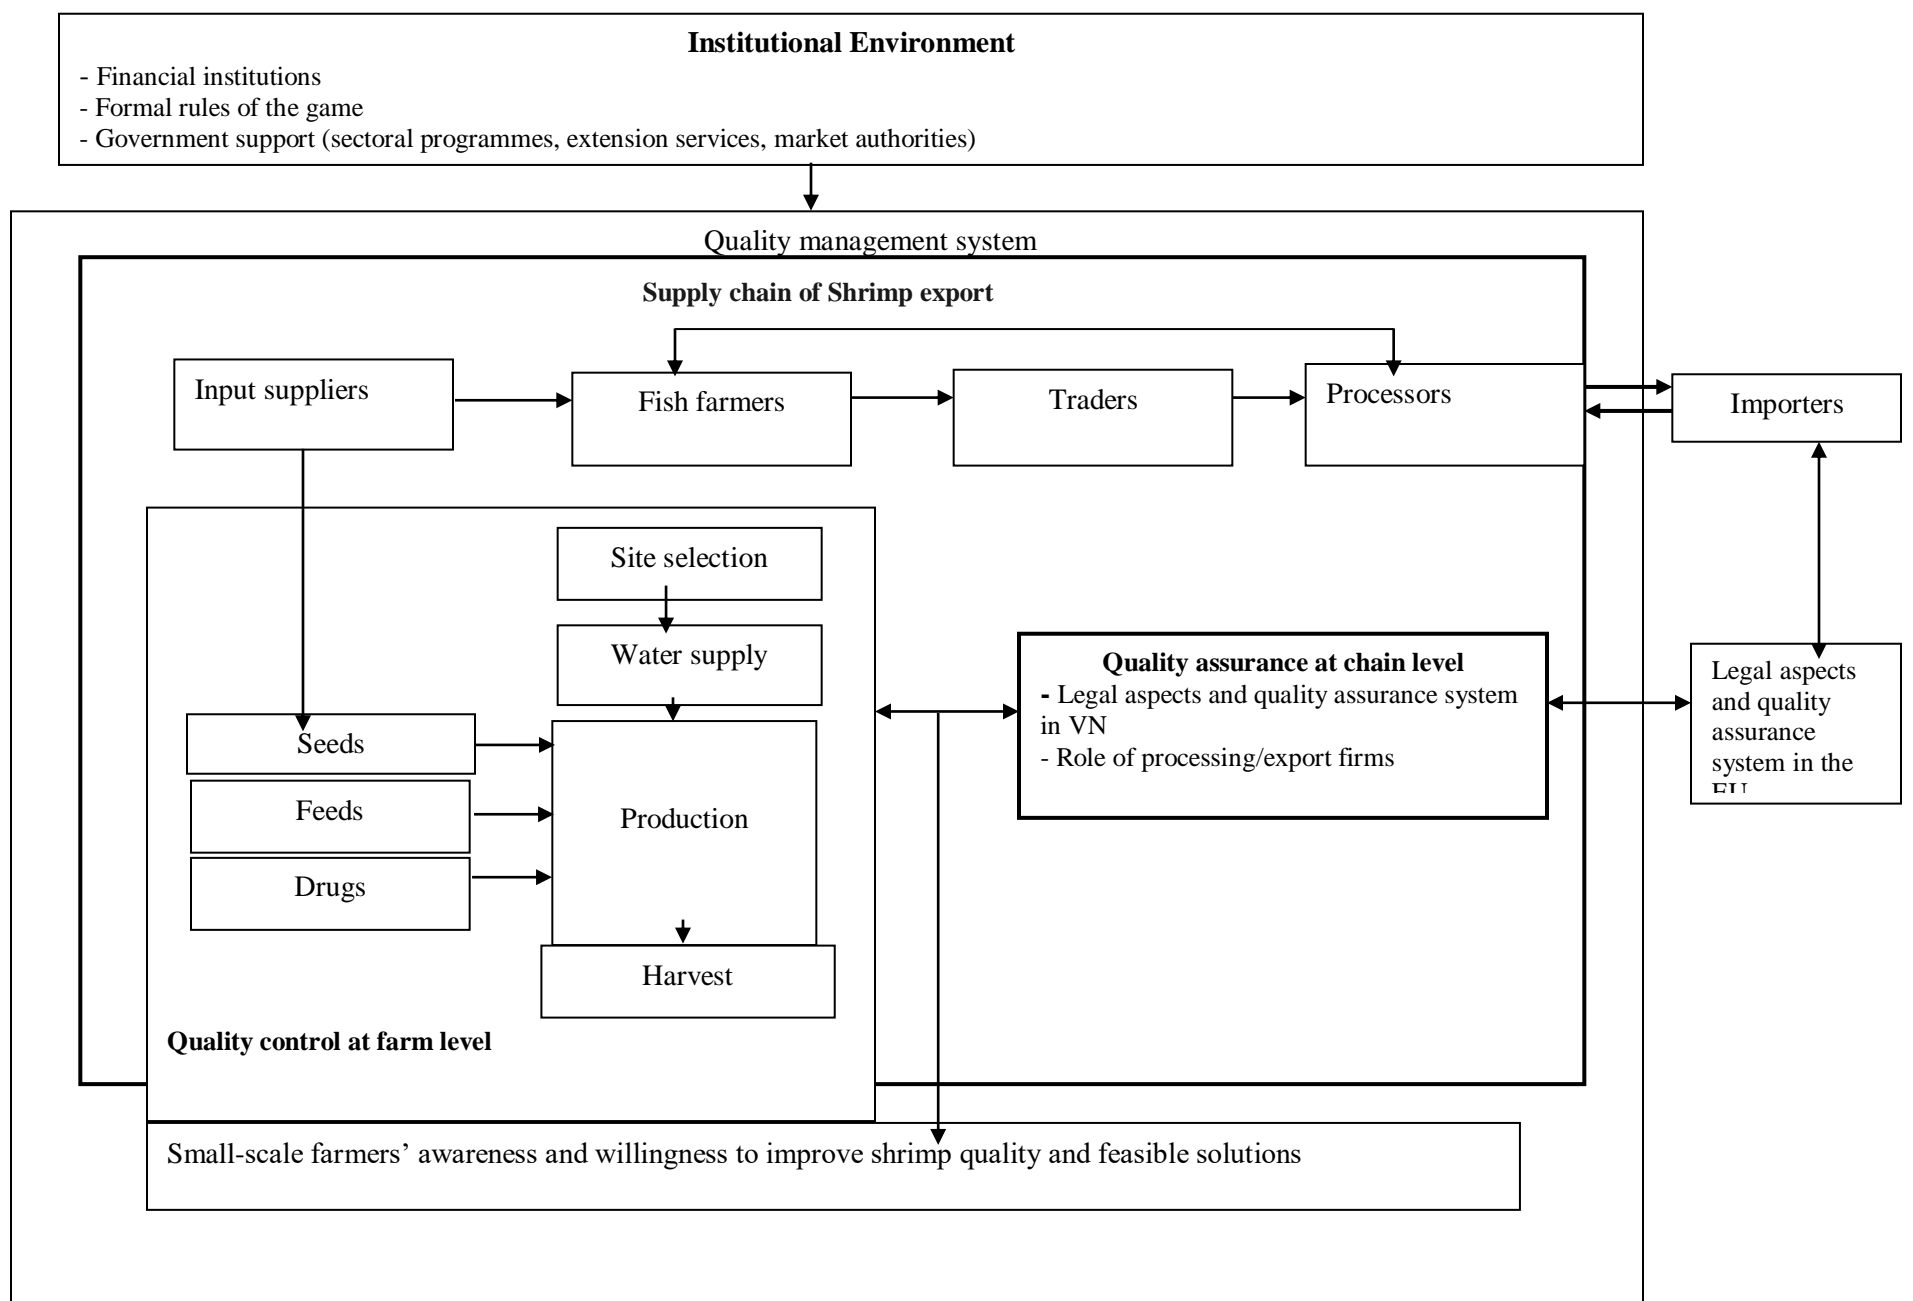 Institutional Environment
- Financial institutions
- Formal rules of the game
- Government support (sectoral programmes, extension services, market authorities)
Quality management system
Supply chain of Shrimp export
Input suppliers
Fish farmers
Traders
Processors
Importers
Site selection
Water supply
Seeds
Feeds
Drugs
Production
Harvest
Quality control at farm level
Quality assurance at chain level
- Legal aspects and quality assurance system
in VN
- Role of processing/export firms
Legal aspects
and quality
assurance
system in the
EU
Small-scale farmers’ awareness and willingness to improve shrimp quality and feasible solutions